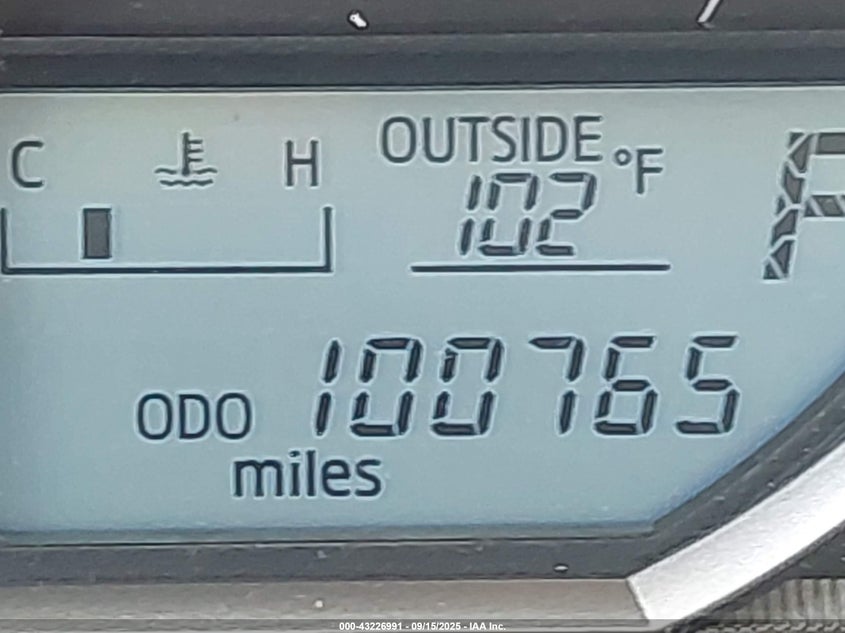 C H OUTSIDE °F
102
P
ODO 100765
miles
000-43226991 - 09/15/2025 - IAA Inc.